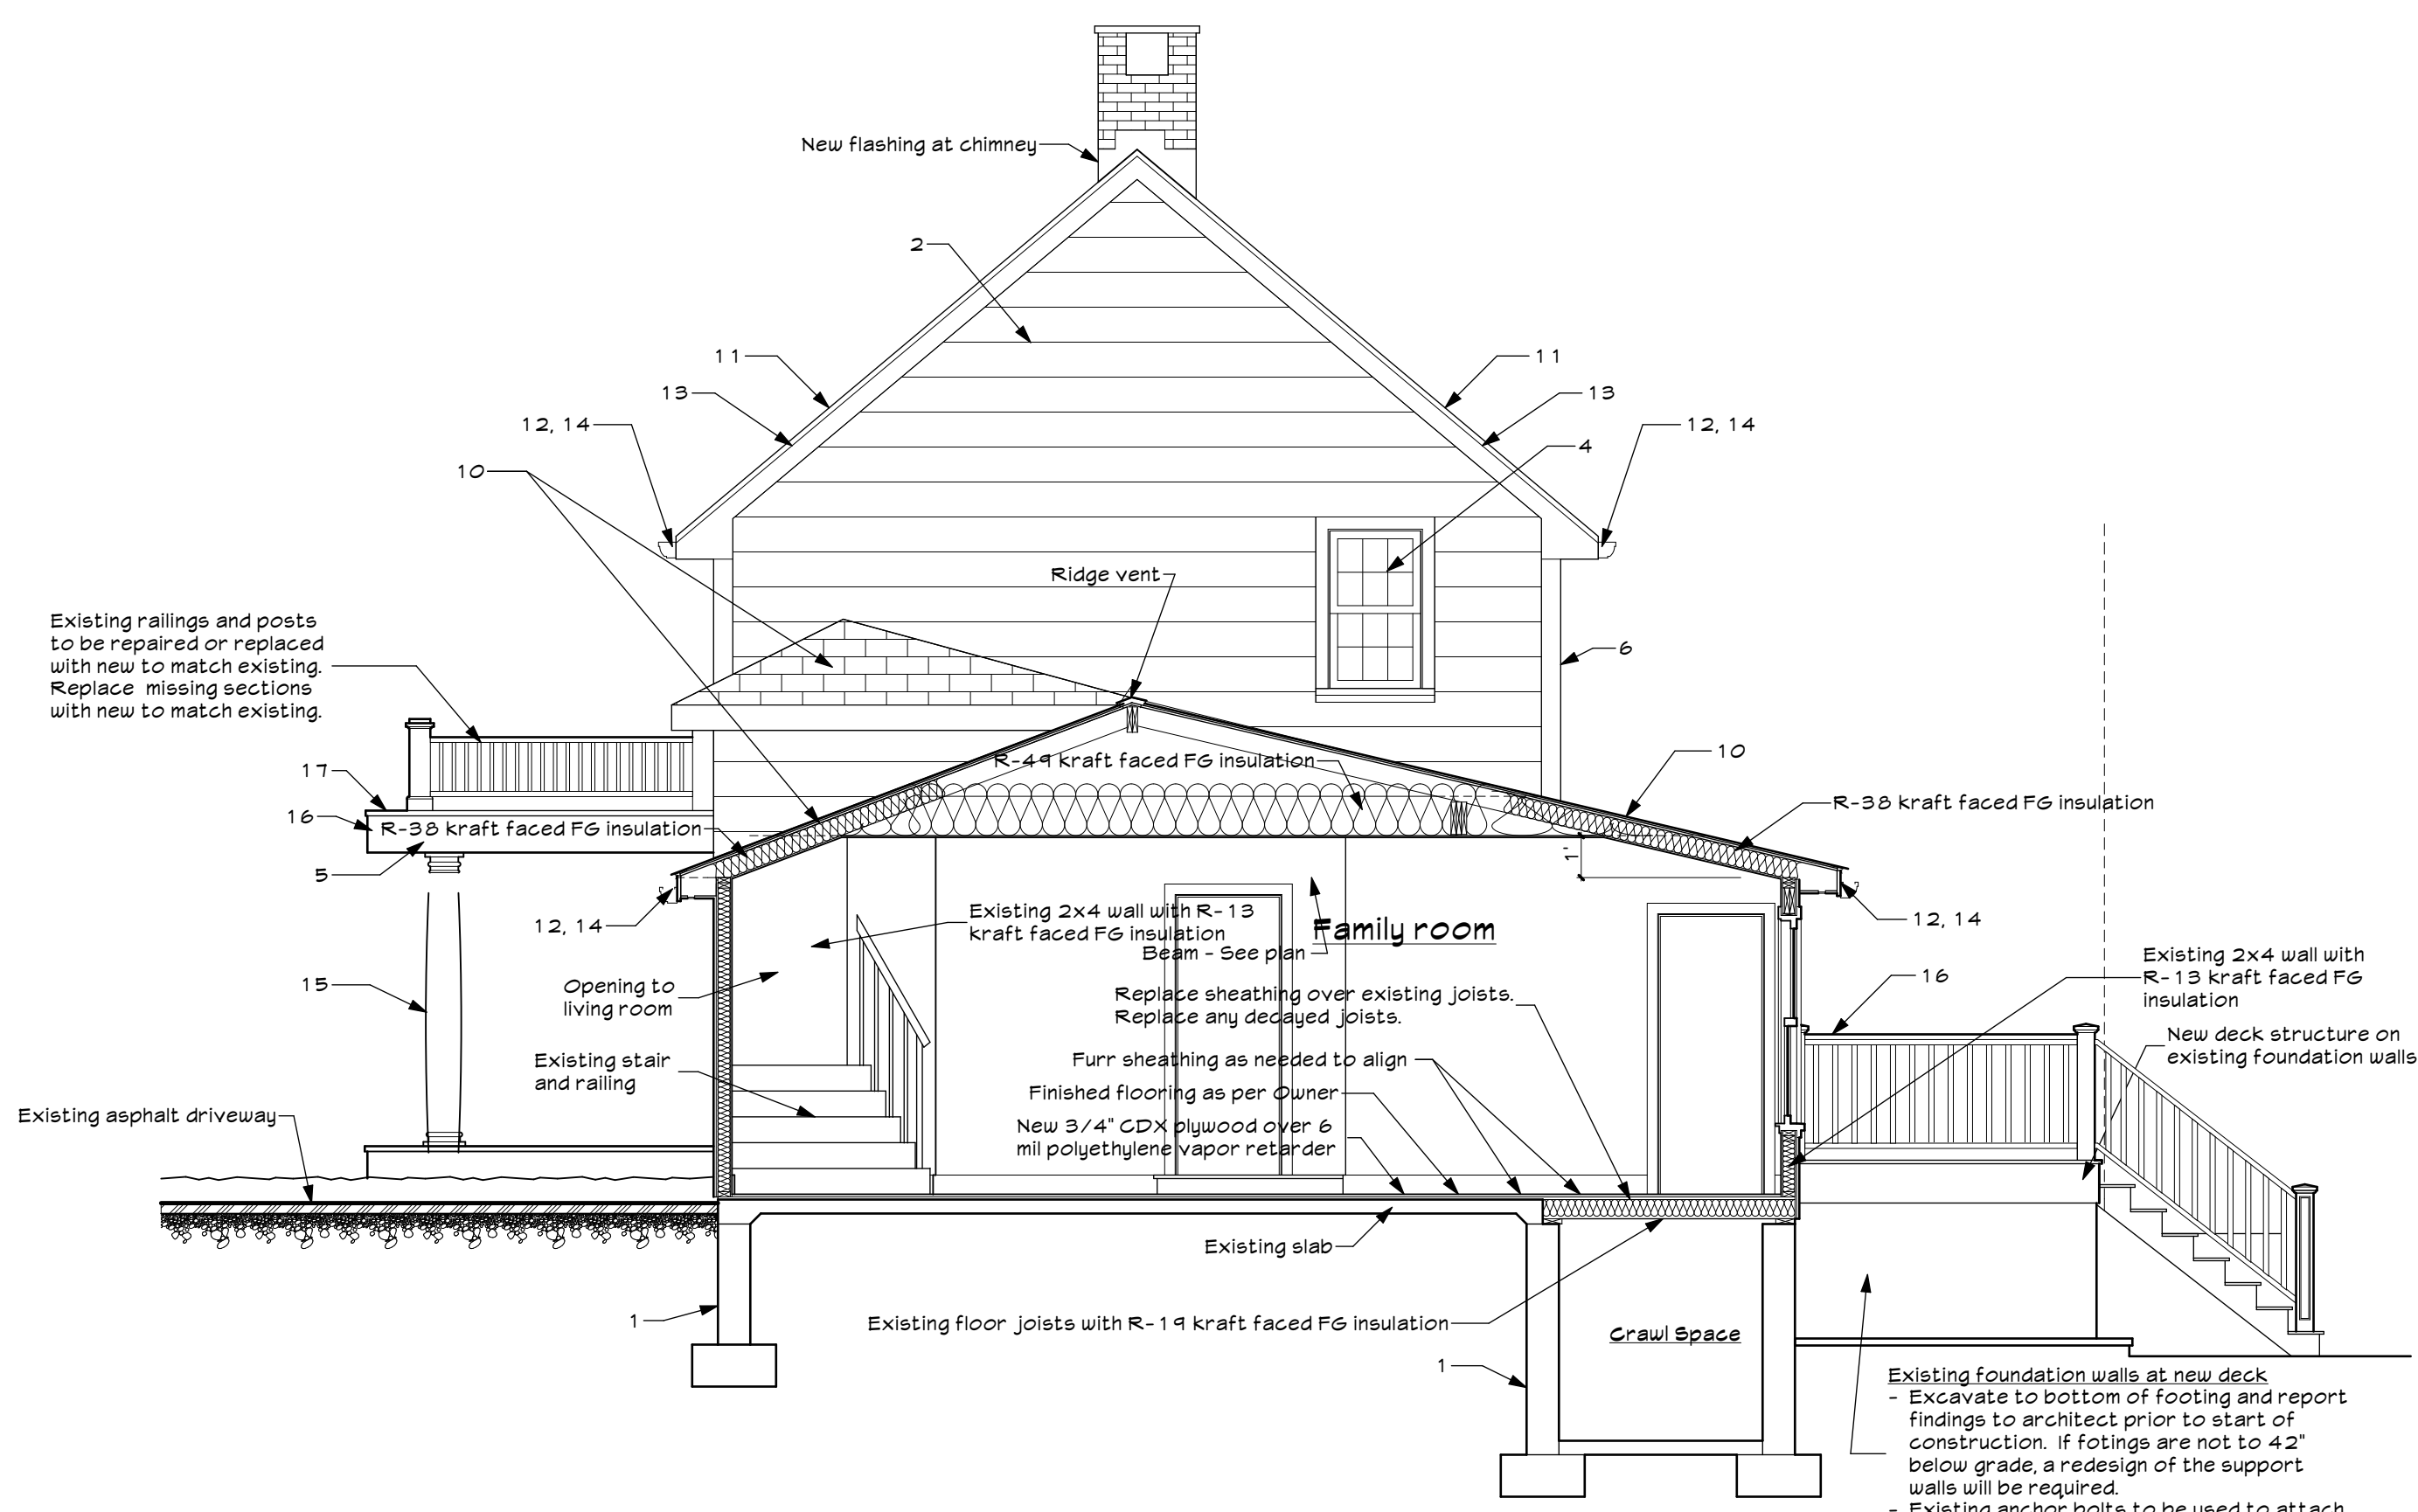 New flashing at chimney
2
11
11
13
13
12, 14
12, 14
4
10
Ridge vent
Existing railings and posts
to be repaired or replaced
with new to match existing.
Replace missing sections
with new to match existing.
6
17
R-49 kraft faced FG insulation
10
16
R-38 kraft faced FG insulation
R-38 kraft faced FG insulation
5
1'
12, 14
Existing 2x4 wall with R-13
kraft faced FG insulation
Family room
Beam - See plan
12, 14
15
Opening to
living room
Replace sheathing over existing joists.
Replace any decayed joists.
16
Existing 2x4 wall with
R-13 kraft faced FG
insulation
New deck structure on
existing foundation walls
Existing stair
and railing
Furr sheathing as needed to align
Finished flooring as per Owner
New 3/4" CDX plywood over 6
mil polyethylene vapor retarder
Existing asphalt driveway
Existing slab
1
Existing floor joists with R-19 kraft faced FG insulation
Crawl Space
1
Existing foundation walls at new deck
- Excavate to bottom of footing and report
findings to architect prior to start of
construction. If fotings are not to 42"
below grade, a redesign of the support
walls will be required.
- Existing anchor bolts to be used to attach